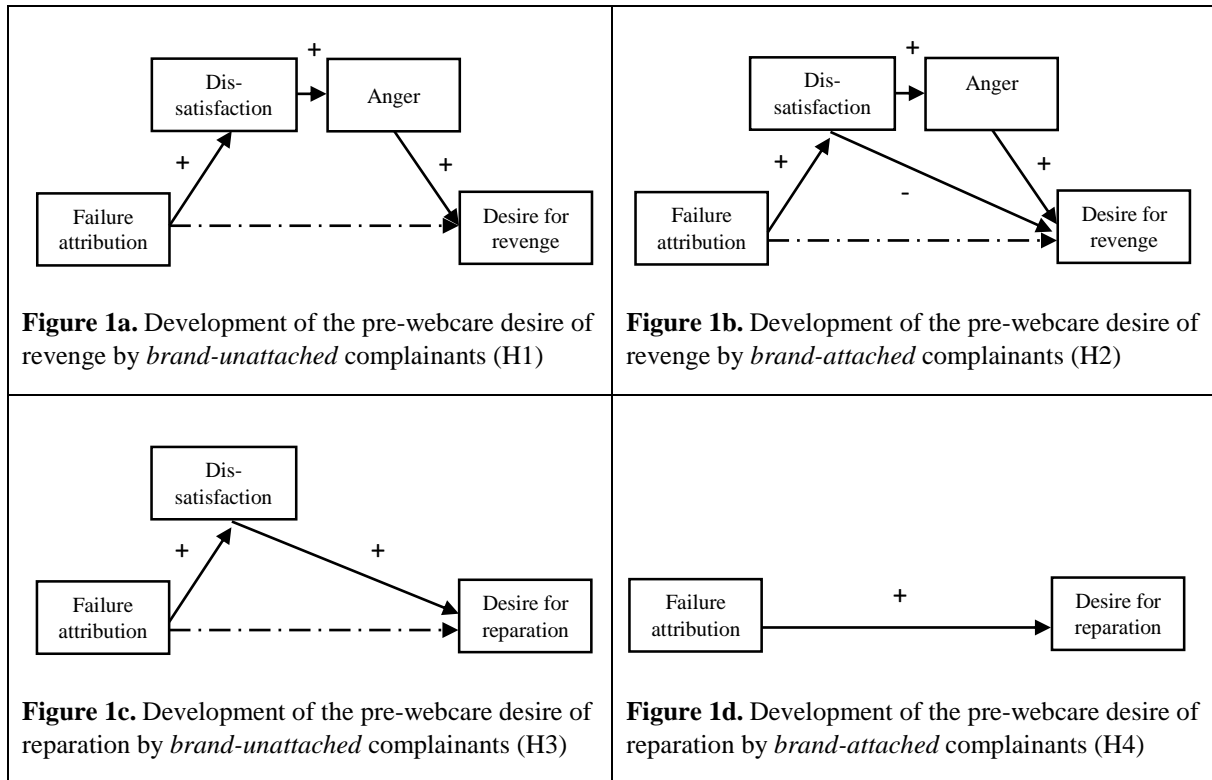 +
Dis-
satisfaction
Anger
+
+
Failure
attribution
Desire for
revenge
Figure 1a. Development of the pre-webcare desire of
revenge by brand-unattached complainants (H1)
+
Dis-
satisfaction
Anger
+
+
-
Failure
attribution
Desire for
revenge
Figure 1b. Development of the pre-webcare desire of
revenge by brand-attached complainants (H2)
Dis-
satisfaction
+
+
Failure
attribution
Desire for
reparation
Figure 1c. Development of the pre-webcare desire of
reparation by brand-unattached complainants (H3)
+
Failure
attribution
Desire for
reparation
Figure 1d. Development of the pre-webcare desire of
reparation by brand-attached complainants (H4)